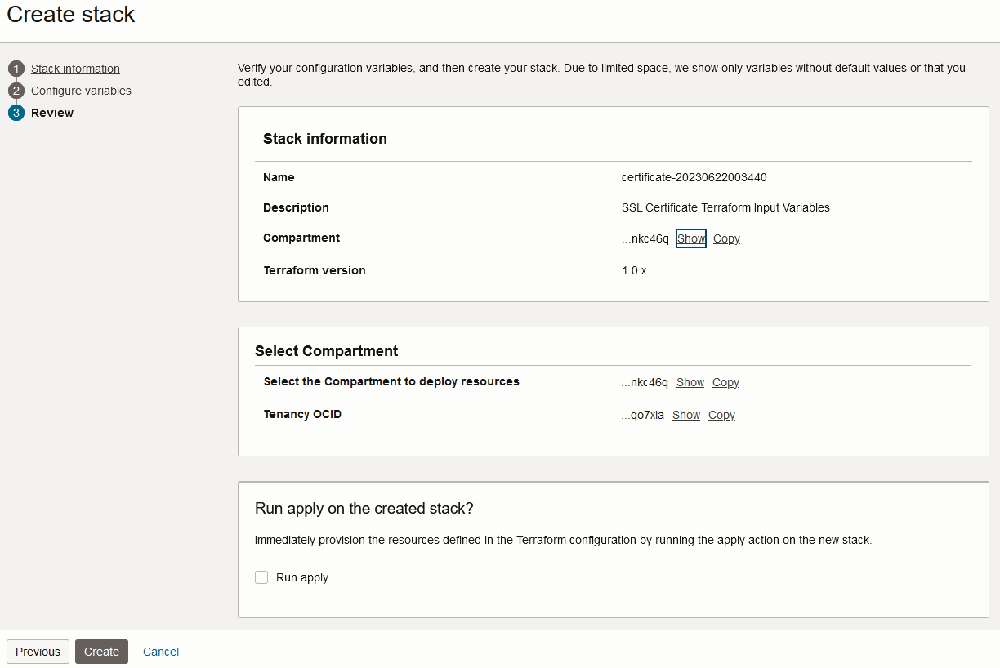 Create stack
1 Stack information
2 Configure variables
3 Review
Verify your configuration variables, and then create your stack. Due to limited space, we show only variables without default values or that you
edited.
Stack information
Name certificate-20230622003440
Description SSL Certificate Terraform Input Variables
Compartment ...nkc46q Show Copy
Terraform version 1.0.x
Select Compartment
Select the Compartment to deploy resources ...nkc46q Show Copy
Tenancy OCID ...qo7xla Show Copy
Run apply on the created stack?
Immediately provision the resources defined in the Terraform configuration by running the apply action on the new stack.
Run apply
Previous Create Cancel